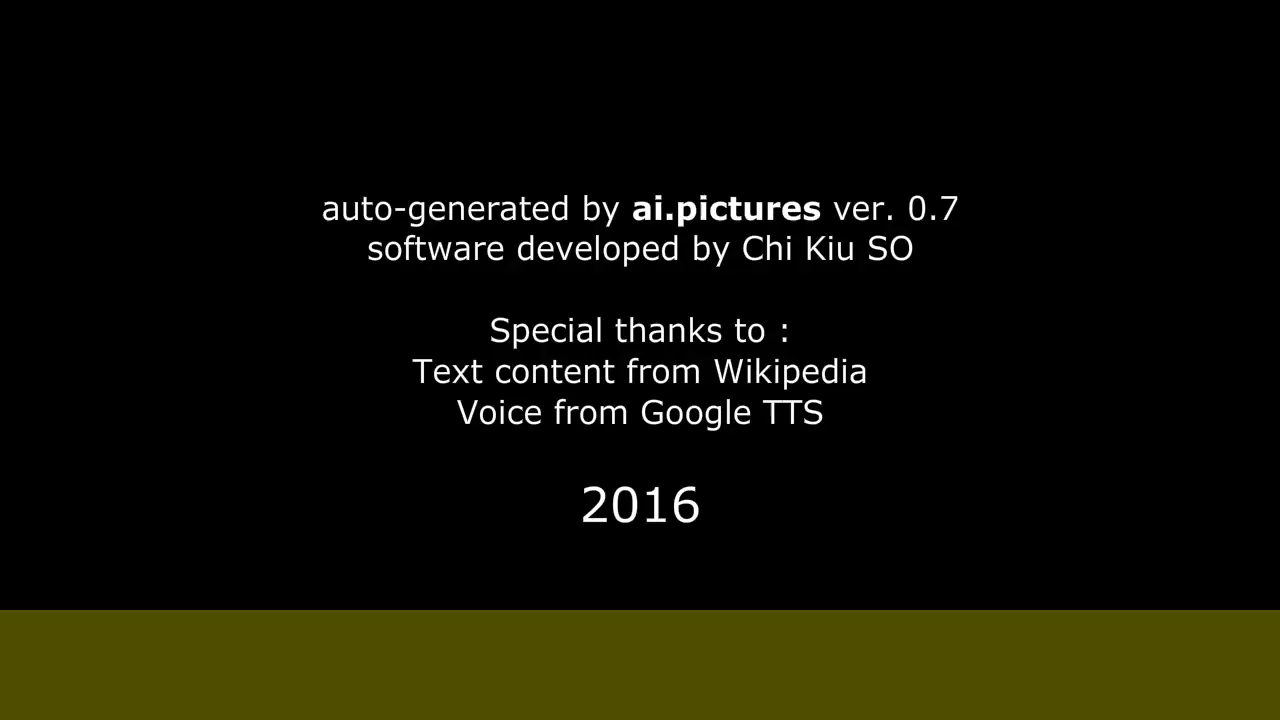 auto-generated by ai.pictures ver. 0.7
software developed by Chi Kiu SO
Special thanks to :
Text content from Wikipedia
Voice from Google TTS
2016